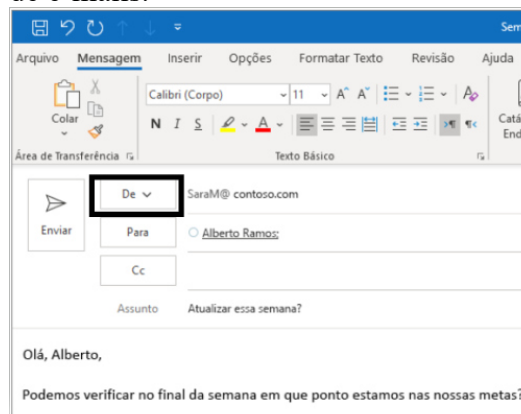 Sem
Arquivo Mensagem Inserir Opções Formatar Texto Revisão Ajuda
Colar
Calibri (Corpo) 11 A A A
N I S A
Catá
End
Área de Transferência Texto Básico
Enviar
De SaraM@ contoso.com
Para Alberto Ramos;
Cc
Assunto Atualizar essa semana?
Olá, Alberto,
Podemos verificar no final da semana em que ponto estamos nas nossas metas?